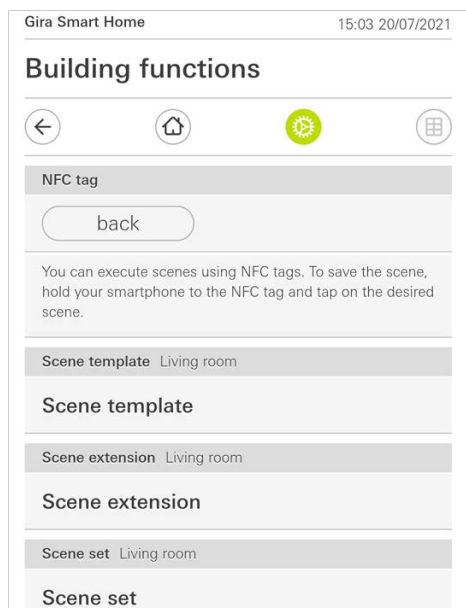 Gira Smart Home 15:03 20/07/2021
Building functions
NFC tag
back
You can execute scenes using NFC tags. To save the scene,
hold your smartphone to the NFC tag and tap on the desired
scene.
Scene template Living room
Scene template
Scene extension Living room
Scene extension
Scene set Living room
Scene set